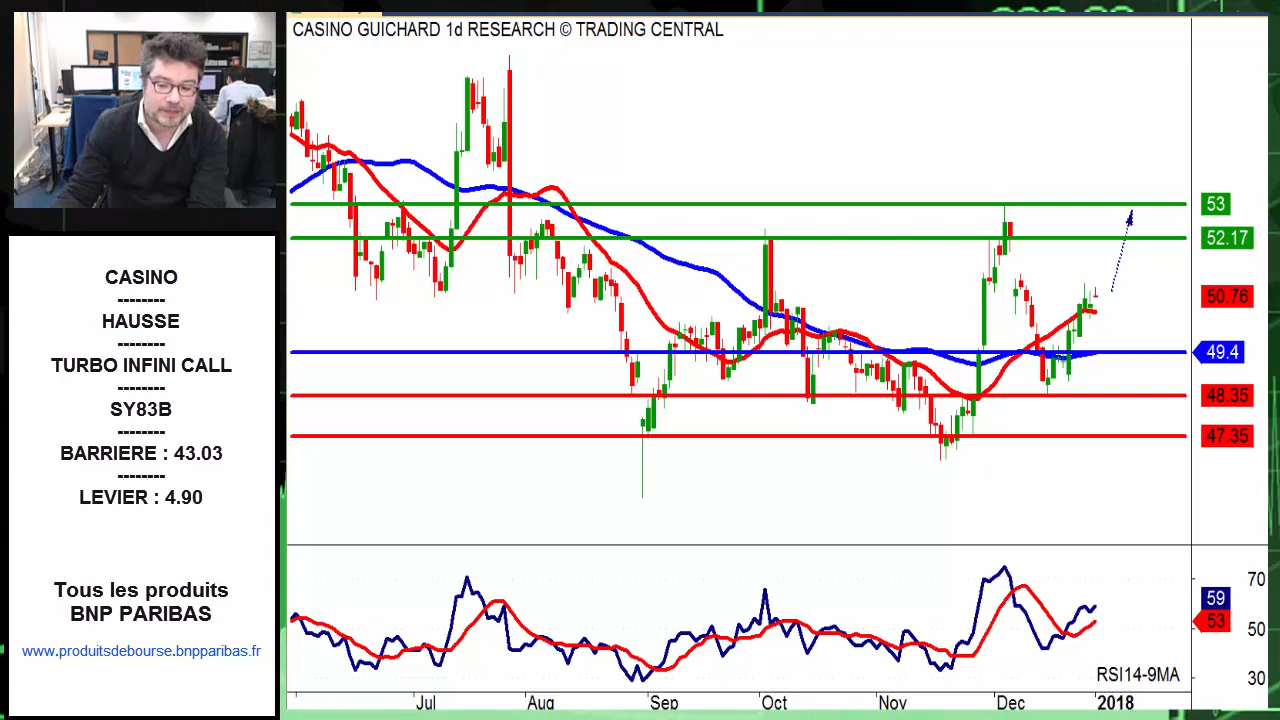 CASINO GUICHARD 1d RESEARCH © TRADING CENTRAL
CASINO
--------
HAUSSE
--------
TURBO INFINI CALL
--------
SY83B
--------
BARRIERE : 43.03
--------
LEVIER : 4.90
Tous les produits
BNP PARIBAS
www.produitsdebourse.bnpparibas.fr
53
52.17
50.76
49.4
48.35
47.35
70
59
53
50
30
RSI14-9MA
Jul Aug Sep Oct Nov Dec 2018